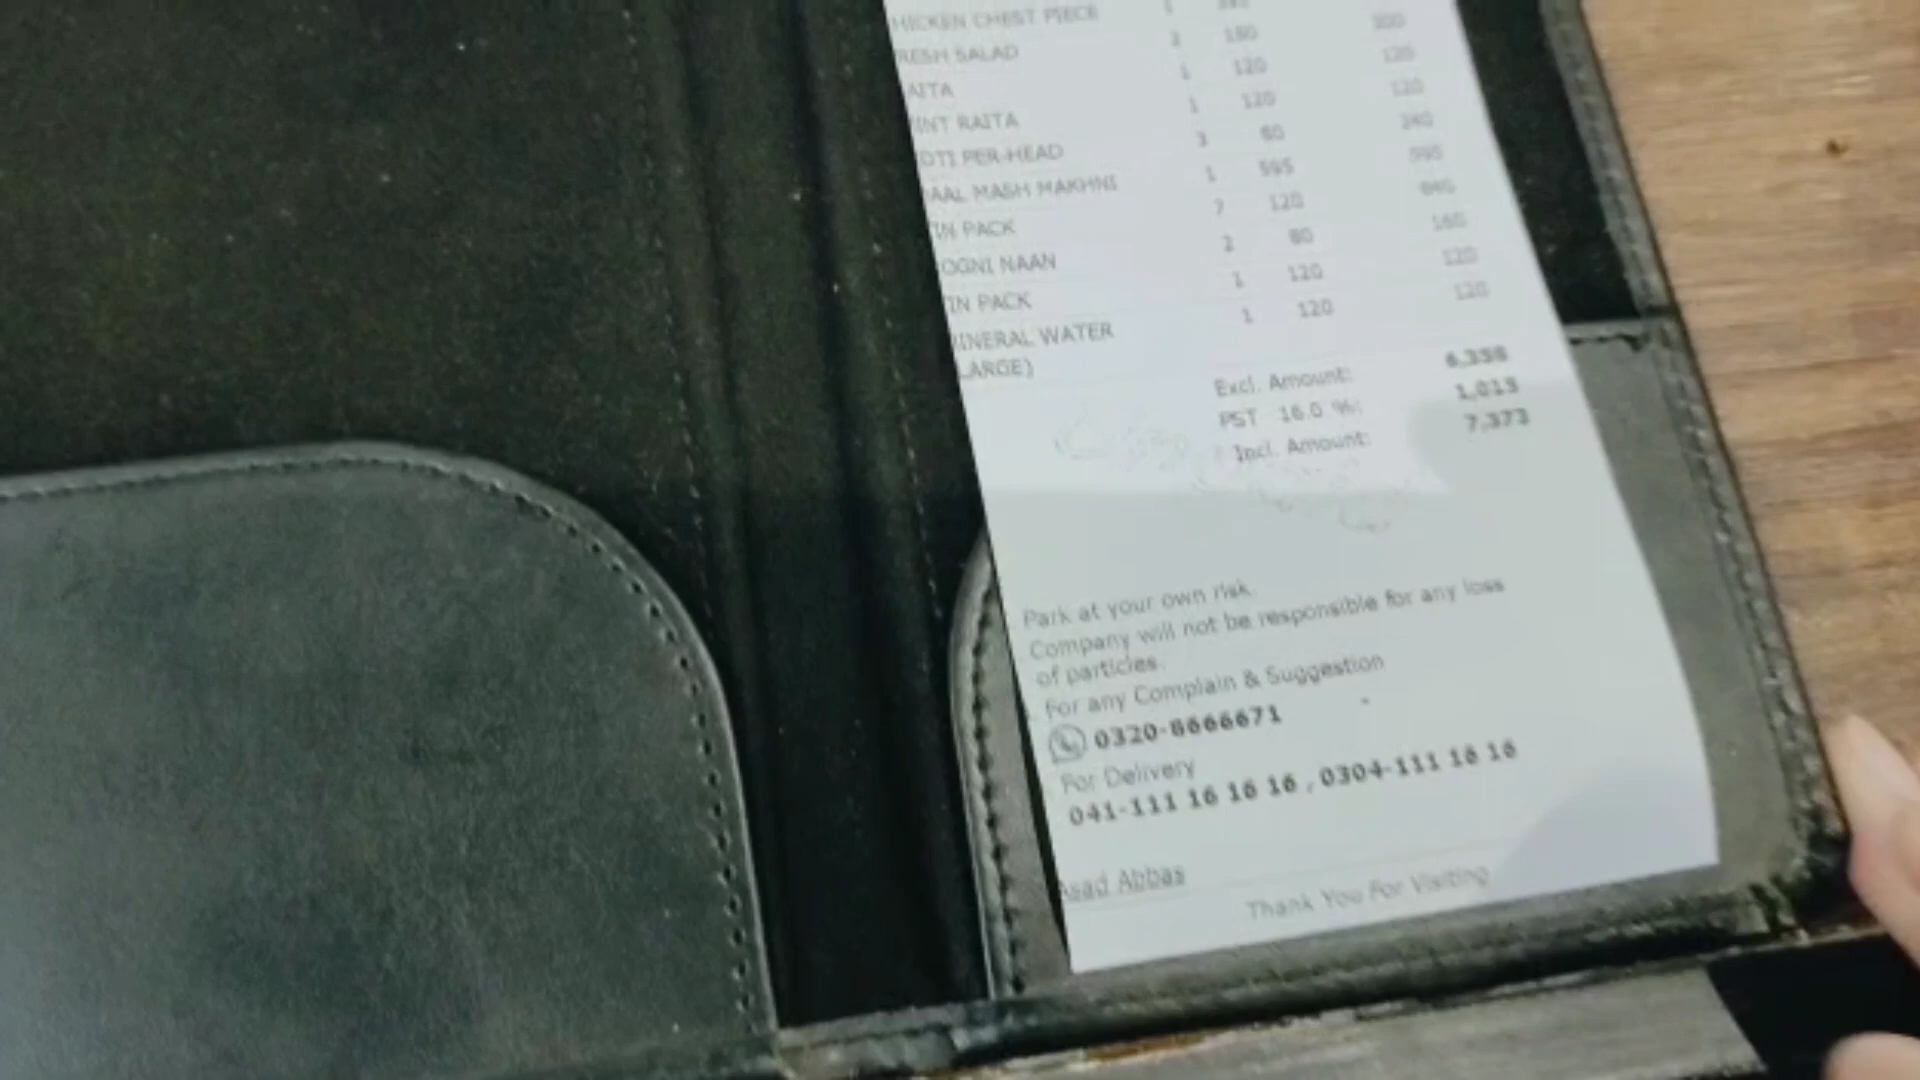 HICKEN CHEST PIECE 1
RESH SALAD 2 150 300
AITA 1 120 120
INT RAITA 1 120 120
OTI PER-HEAD 3 80 240
AAL MASH MAKHNI 1 595 595
IN PACK 7 120 840
OGNI NAAN 2 80 160
IN PACK 1 120 120
INERAL WATER 1 120 120
LARGE)
Excl. Amount: 6,358
PST 16.0 %: 1,015
Incl. Amount: 7,373
Park at your own risk.
Company will not be responsible for any loss
of particles.
For any Complain & Suggestion
0320-8666671
For Delivery
041-111 16 16 16 , 0304-111 16 16
Asad Abbas
Thank You For Visiting